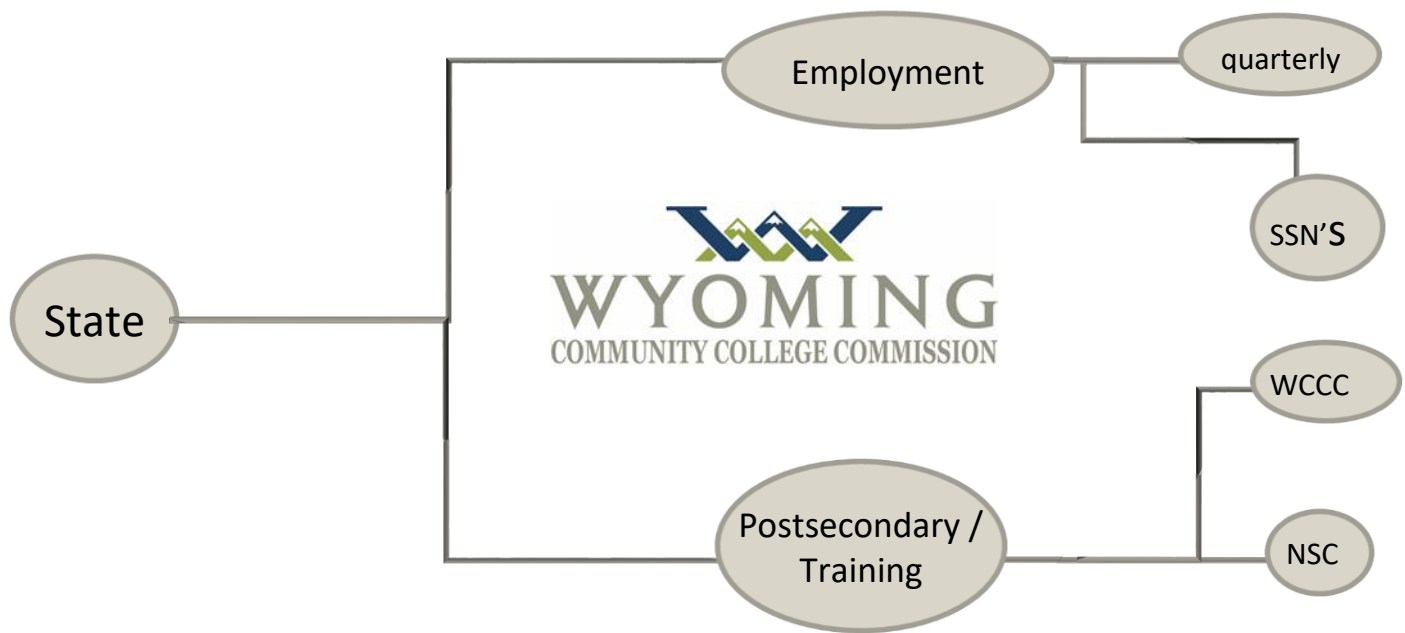 Employment
quarterly
SSN'S
State
WYOMING
COMMUNITY COLLEGE COMMISSION
WCCC
Postsecondary /
Training
NSC